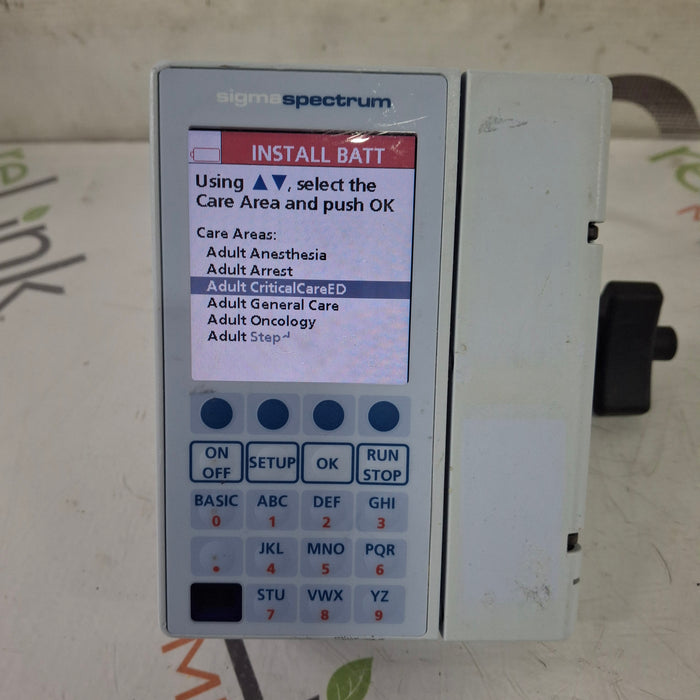 sigmaspectrum
INSTALL BATT
Using ▲▼, select the
Care Area and push OK
Care Areas:
Adult Anesthesia
Adult Arrest
Adult CriticalCareED
Adult General Care
Adult Oncology
Adult Step
ON
OFF
SETUP
OK
RUN
STOP
BASIC ABC DEF GHI
0 1 2 3
JKL MNO PQR
. 4 5 6
STU VWX YZ
7 8 9
ink